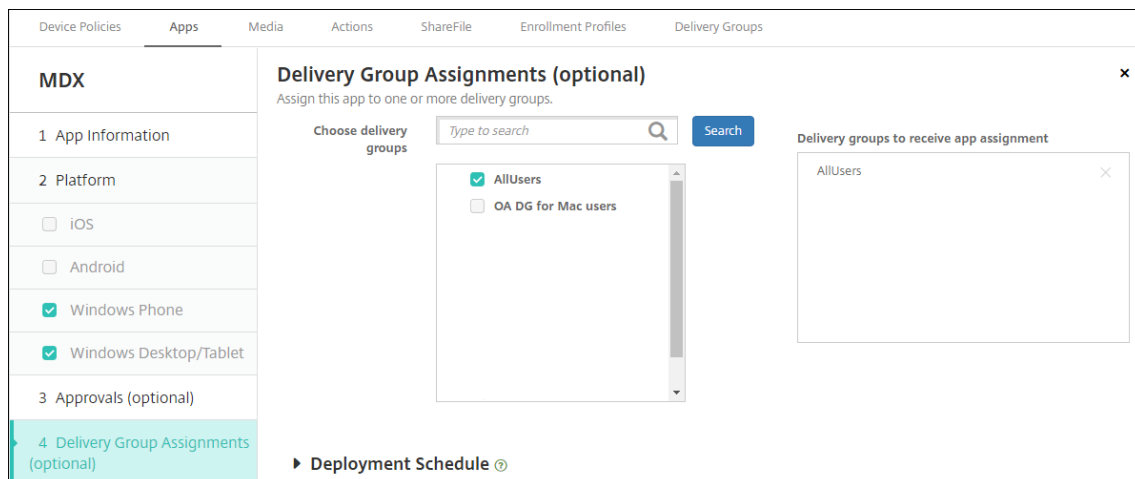 Device Policies Apps Media Actions ShareFile Enrollment Profiles Delivery Groups
MDX
1 App Information
2 Platform
iOS
Android
Windows Phone
Windows Desktop/Tablet
3 Approvals (optional)
4 Delivery Group Assignments
(optional)
Delivery Group Assignments (optional)
Assign this app to one or more delivery groups.
Choose delivery
groups
Type to search
Search
AllUsers
OA DG for Mac users
Delivery groups to receive app assignment
AllUsers
Deployment Schedule